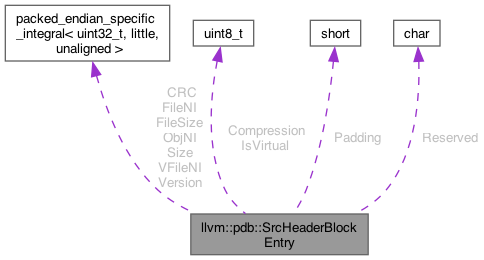 packed_endian_specific
_integral< uint32_t, little,
unaligned >
uint8_t
short
char
CRC
FileNI
FileSize
ObjNI
Size
VFileNI
Version
Compression
IsVirtual
Padding
Reserved
llvm::pdb::SrcHeaderBlock
Entry